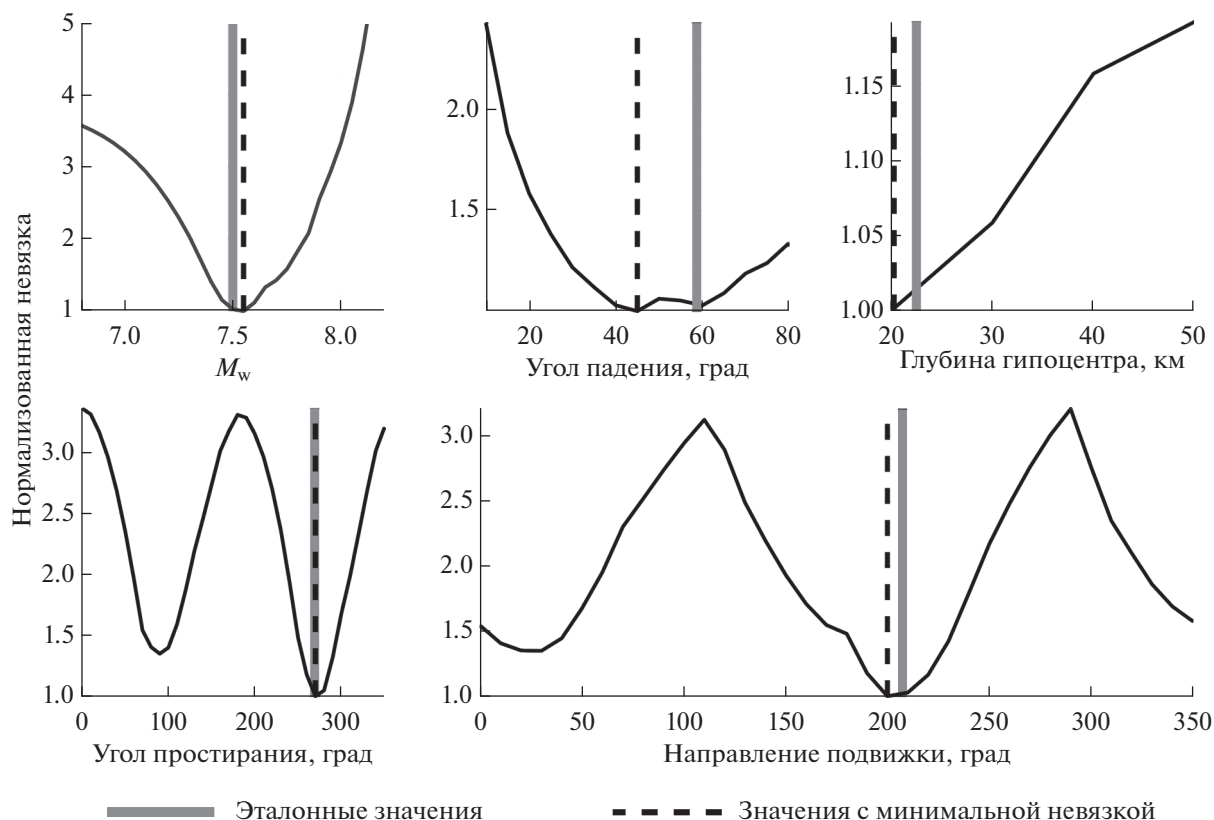 Нормализованная невязка
5
4
3
2
1
7.0 7.5 8.0
Mw
2.0
1.5
20 40 60 80
Угол падения, град
1.15
1.10
1.05
1.00
20 30 40 50
Глубина гипоцентра, км
3.0
2.5
2.0
1.5
1.0
0 100 200 300
Угол простирания, град
3.0
2.5
2.0
1.5
1.0
0 50 100 150 200 250 300 350
Направление подвижки, град
Эталонные значения
Значения с минимальной невязкой